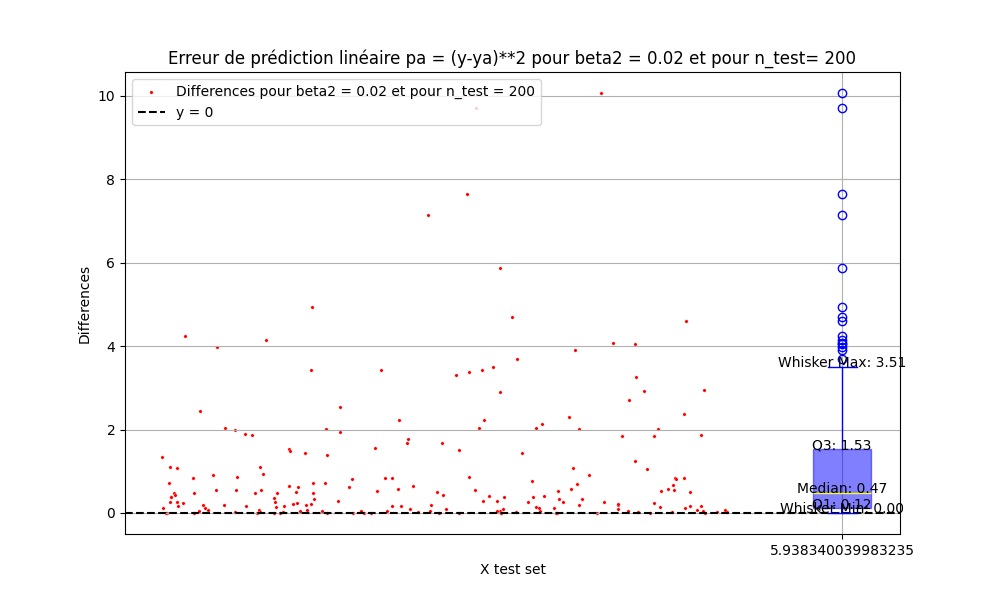 Erreur de prédiction linéaire pa = (y-ya)**2 pour beta2 = 0.02 et pour n_test= 200
Differences pour beta2 = 0.02 et pour n_test = 200
y = 0
10
8
6
4
2
0
Differences
Whisker Max: 3.51
Q3: 1.53
Median: 0.47
Q1: 0.12
Whisker Min: 0.00
5.938340039983235
X test set